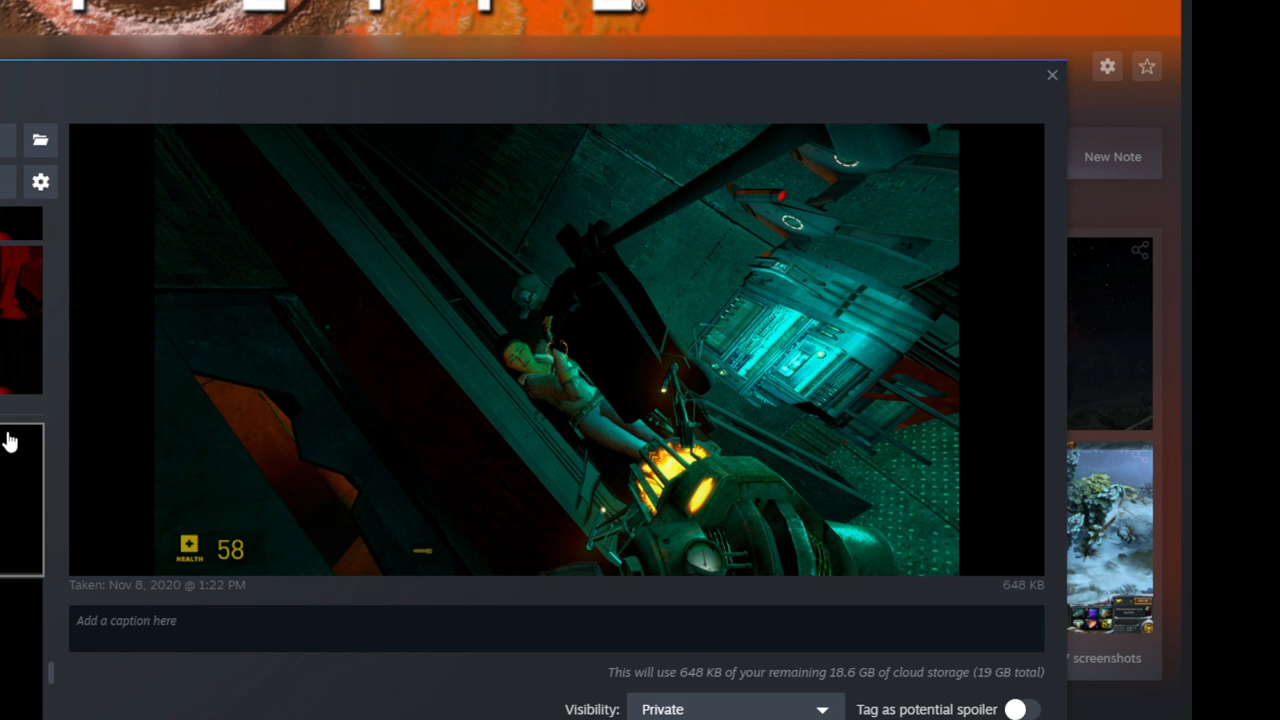 New Note
HEALTH 58
Taken: Nov 8, 2020 @ 1:22 PM
648 KB
Add a caption here
screenshots
This will use 648 KB of your remaining 18.6 GB of cloud storage (19 GB total)
Visibility: Private
Tag as potential spoiler